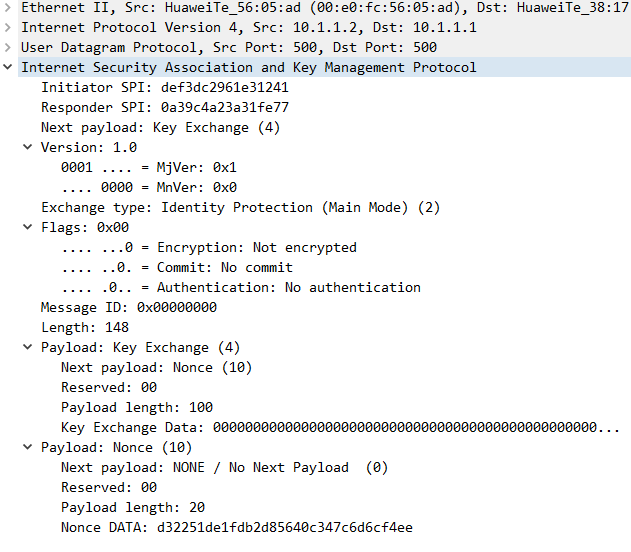 Ethernet II, Src: HuaweiTe_56:05:ad (00:e0:fc:56:05:ad), Dst: HuaweiTe_38:17
Internet Protocol Version 4, Src: 10.1.1.2, Dst: 10.1.1.1
User Datagram Protocol, Src Port: 500, Dst Port: 500
Internet Security Association and Key Management Protocol
Initiator SPI: def3dc2961e31241
Responder SPI: 0a39c4a23a31fe77
Next payload: Key Exchange (4)
Version: 1.0
0001 .... = MjVer: 0x1
.... 0000 = MnVer: 0x0
Exchange type: Identity Protection (Main Mode) (2)
Flags: 0x00
.... ...0 = Encryption: Not encrypted
.... ..0. = Commit: No commit
.... .0.. = Authentication: No authentication
Message ID: 0x00000000
Length: 148
Payload: Key Exchange (4)
Next payload: Nonce (10)
Reserved: 00
Payload length: 100
Key Exchange Data: 000000000000000000000000000000000000000000000000...
Payload: Nonce (10)
Next payload: NONE / No Next Payload  (0)
Reserved: 00
Payload length: 20
Nonce DATA: d32251de1fdb2d85640c347c6d6cf4ee